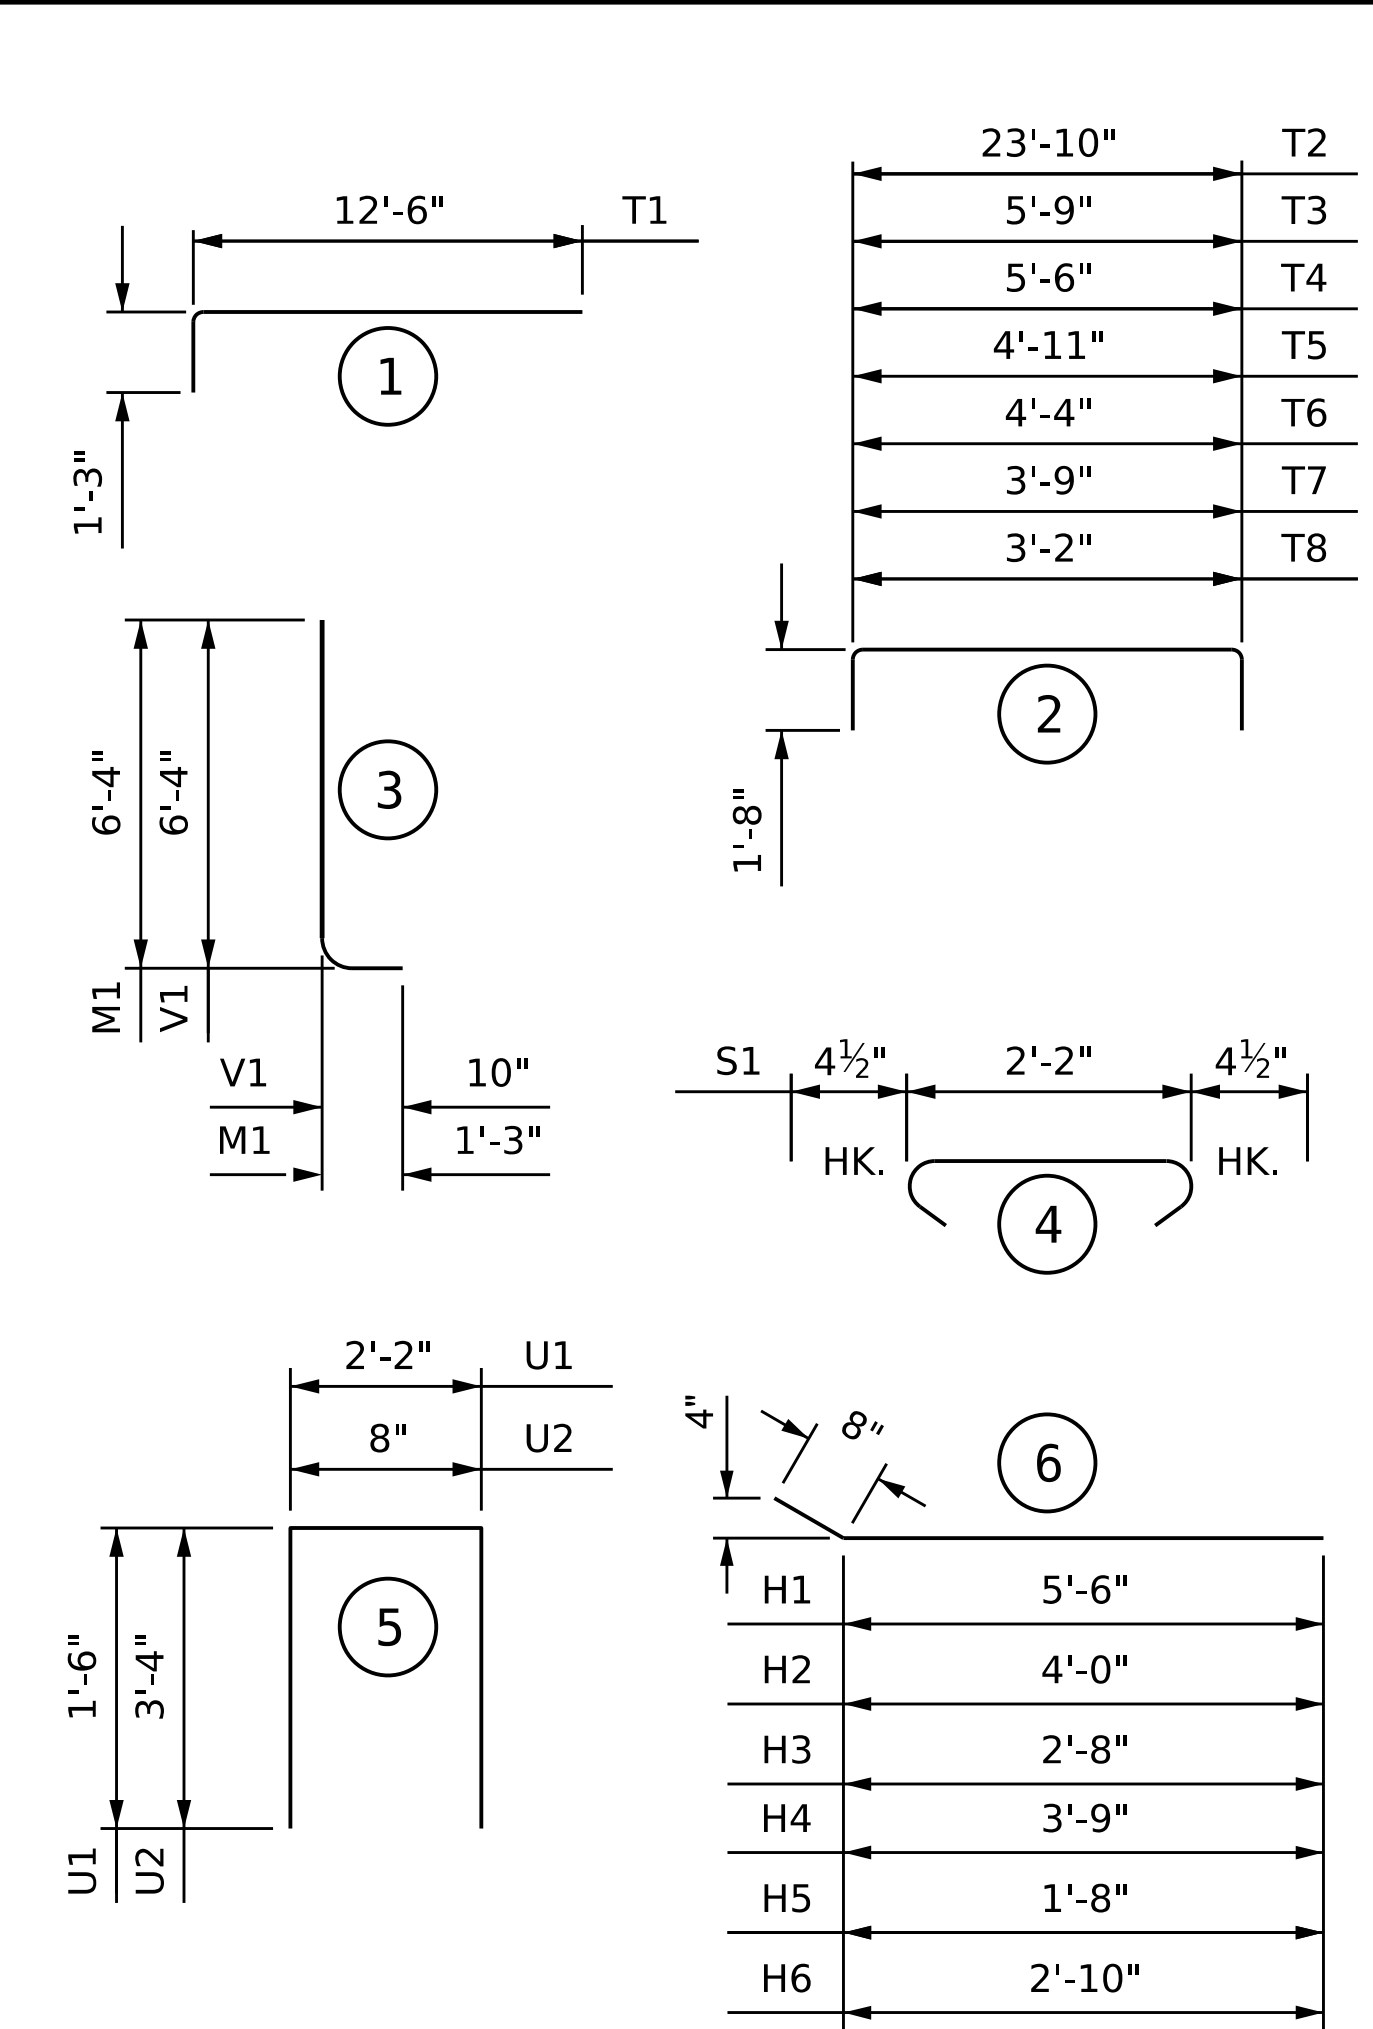 12'-6" T1
1
1'-3"
23'-10" T2
5'-9" T3
5'-6" T4
4'-11" T5
4'-4" T6
3'-9" T7
3'-2" T8
2
1'-8"
6'-4" 6'-4"
3
M1 V1
V1 10"
M1 1'-3"
S1 4½" 2'-2" 4½"
HK. HK.
4
2'-2" U1
8" U2
5
1'-6" 3'-4"
U1 U2
4" 8"
6
H1 5'-6"
H2 4'-0"
H3 2'-8"
H4 3'-9"
H5 1'-8"
H6 2'-10"